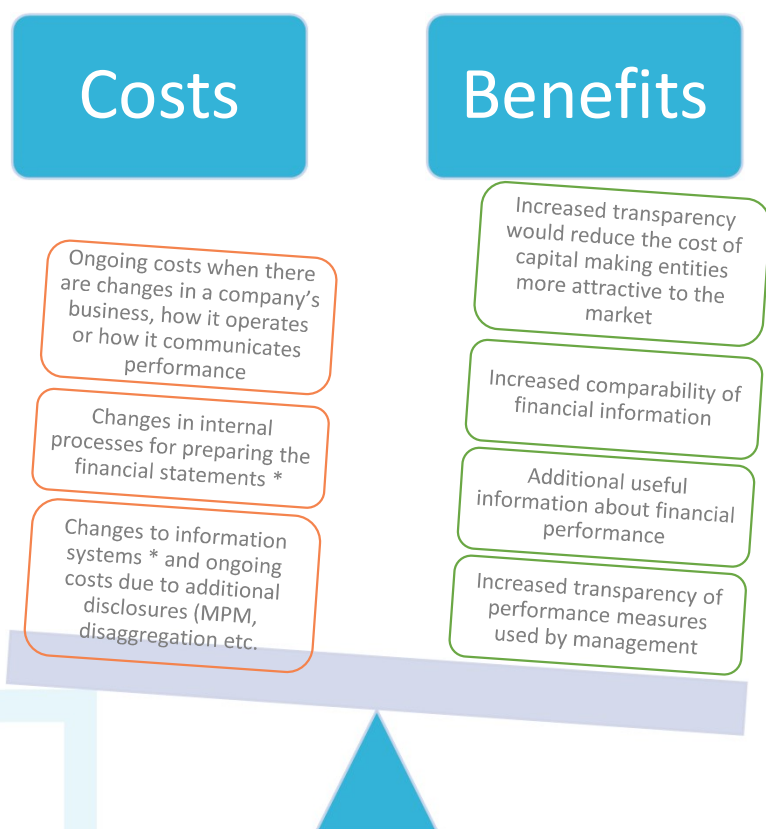 Costs
Ongoing costs when there
are changes in a company's
business, how it operates
or how it communicates
performance
Changes in internal
processes for preparing the
financial statements *
Changes to information
systems * and ongoing
costs due to additional
disclosures (MPM,
disaggregation etc.
Benefits
Increased transparency
would reduce the cost of
capital making entities
more attractive to the
market
Increased comparability of
financial information
Additional useful
information about financial
performance
Increased transparency of
performance measures
used by management